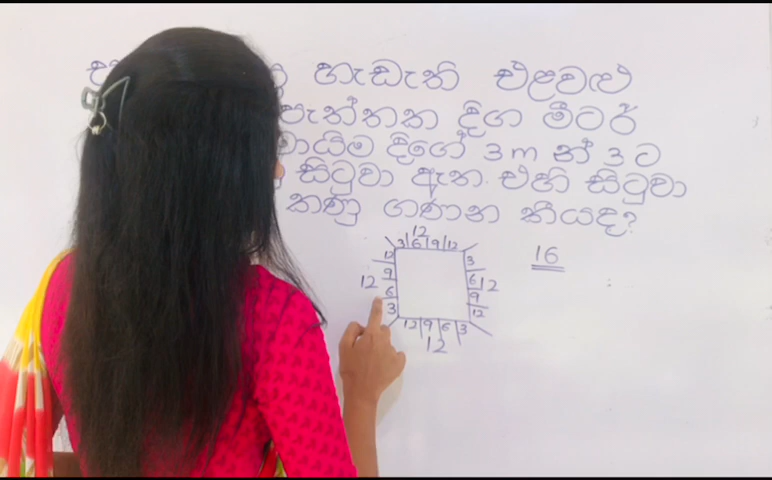 හැඩැති එළවළු
පැත්තක දිග මීටර්
මායිම දිගේ 3m න් 3ට
සිටුවා ඇත. එහි සිටුවා
කණු ගණන කීයද?
12
3 6 9 12
16
12 9 6 3
12
3 6 9 12
12
12 9 6 3
12